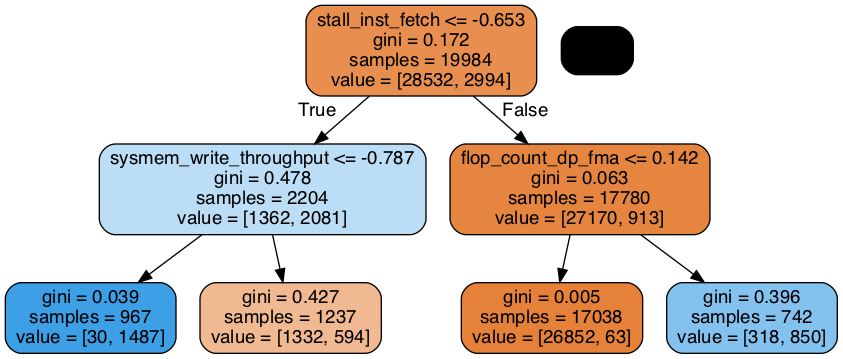 stall_inst_fetch <= -0.653
gini = 0.172
samples = 19984
value = [28532, 2994]
True
False
sysmem_write_throughput <= -0.787
gini = 0.478
samples = 2204
value = [1362, 2081]
flop_count_dp_fma <= 0.142
gini = 0.063
samples = 17780
value = [27170, 913]
gini = 0.039
samples = 967
value = [30, 1487]
gini = 0.427
samples = 1237
value = [1332, 594]
gini = 0.005
samples = 17038
value = [26852, 63]
gini = 0.396
samples = 742
value = [318, 850]